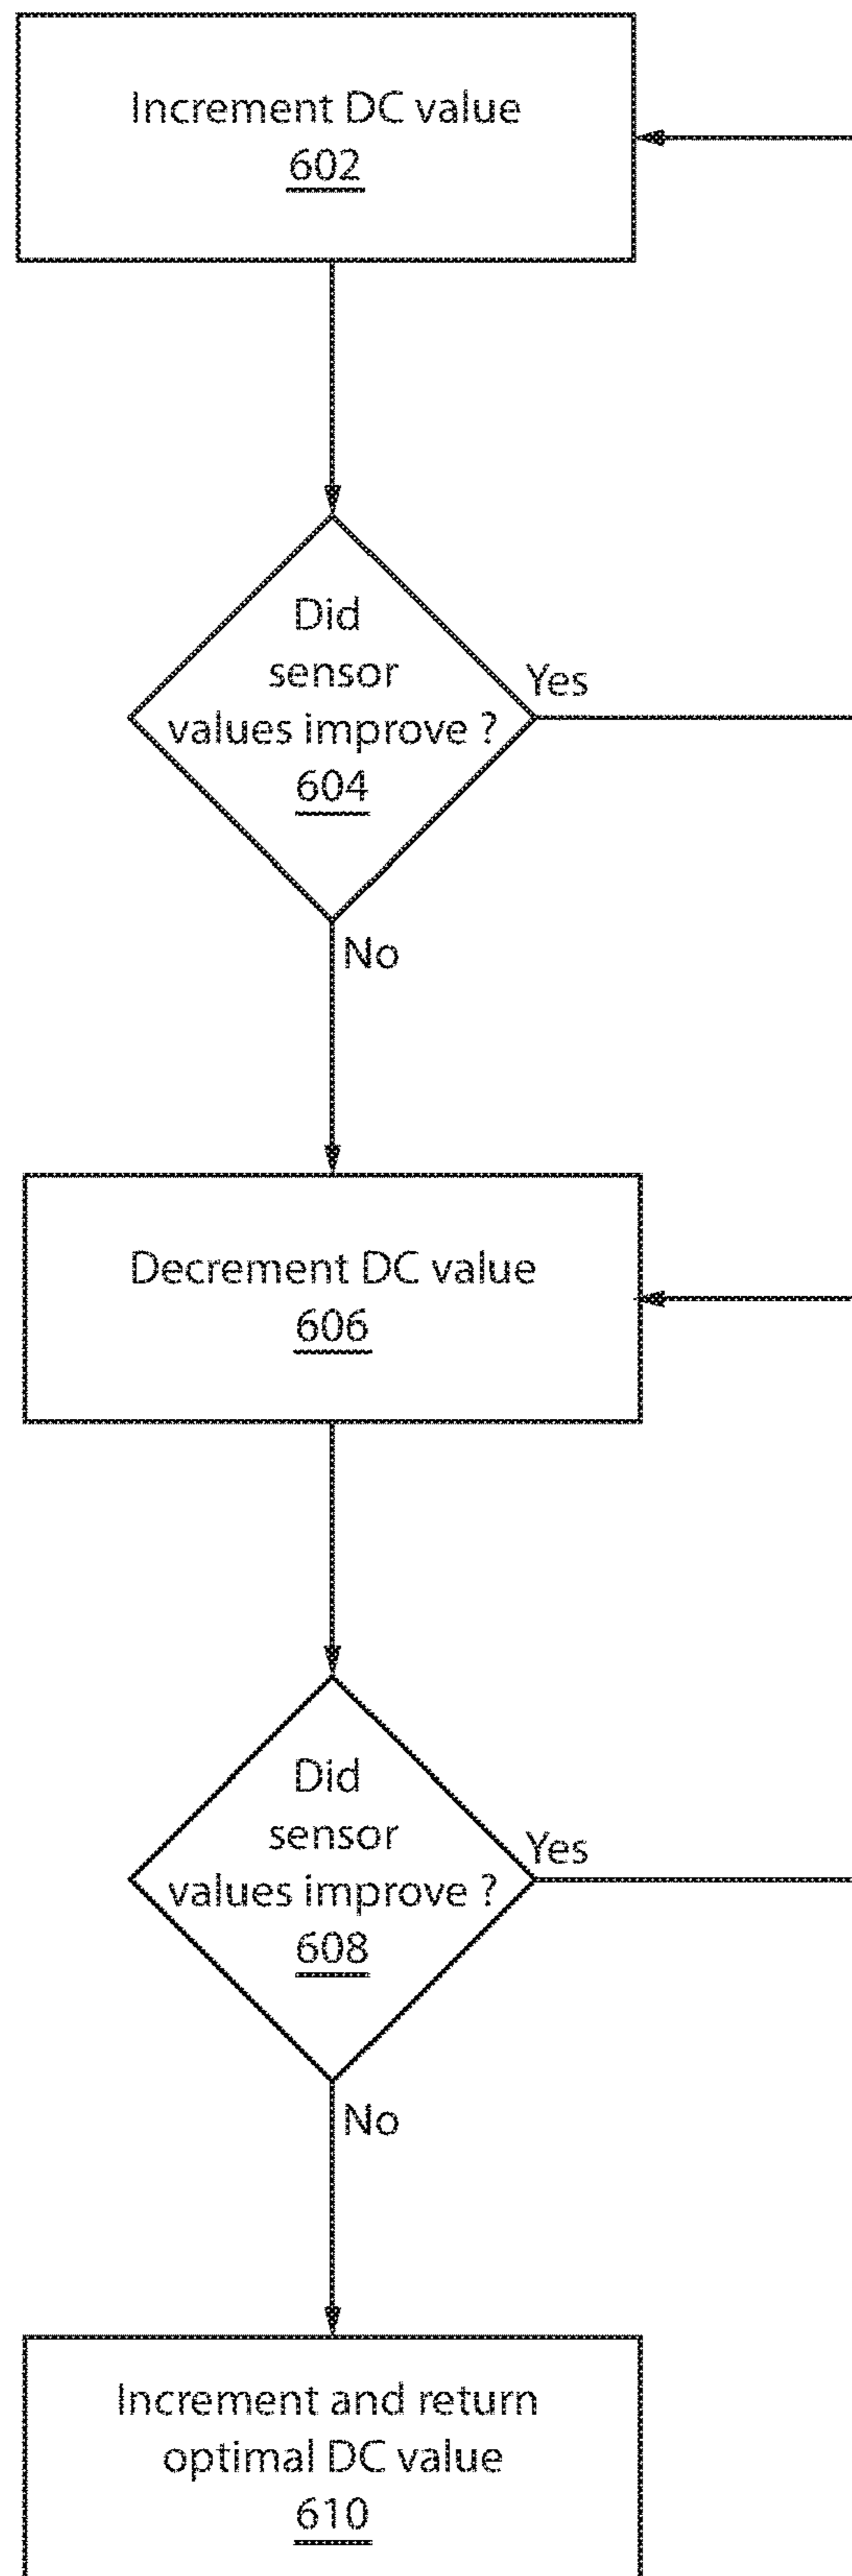 Increment DC value
602
Did
sensor
Yes
values improve ?
604
No
Decrement DC value
606
Did
sensor
Yes
values improve ?
608
No
Increment and return
optimal DC value
610